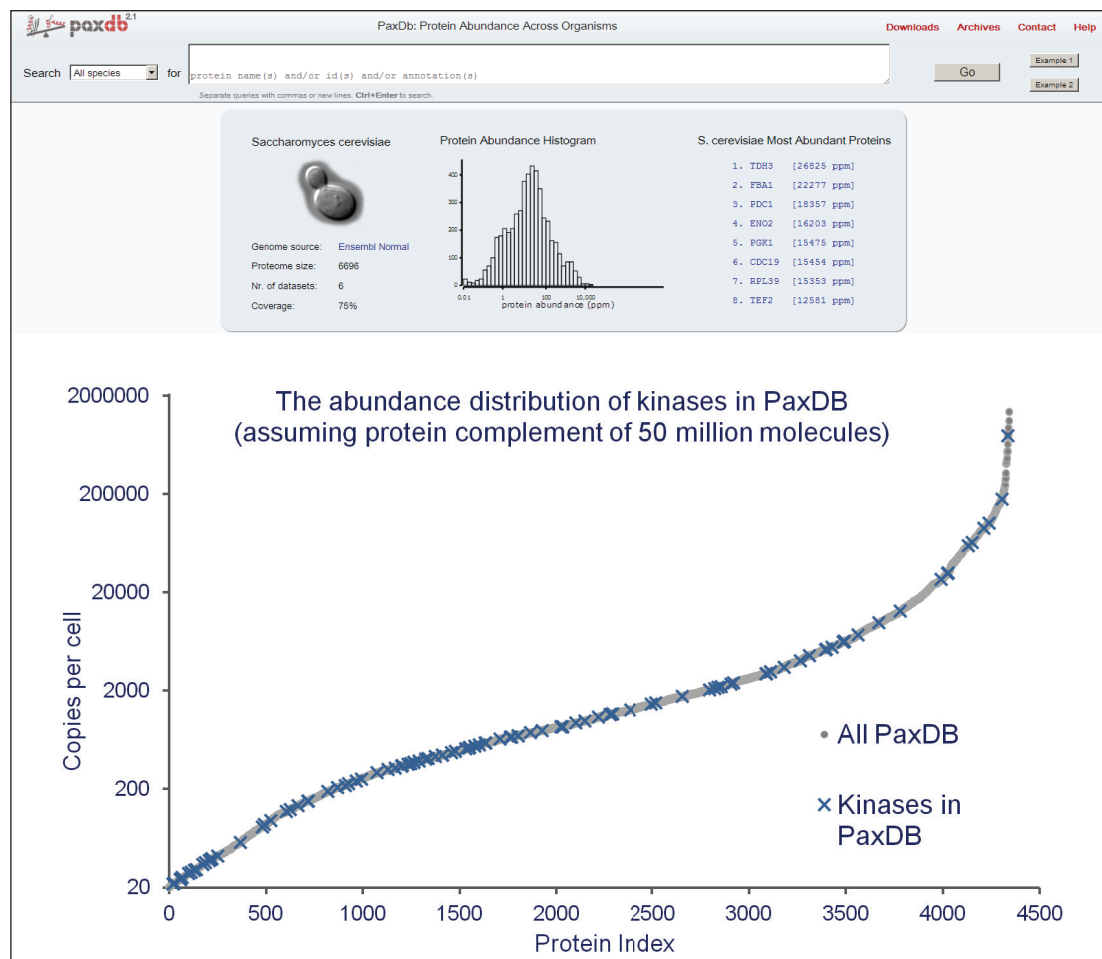 paxdb 2.1
PaxDb: Protein Abundance Across Organisms
Downloads Archives Contact Help
Search All species for protein name(s) and/or id(s) and/or annotation(s)
Go
Example 1
Example 2
Separate queries with commas or new lines. Ctrl+Enter to search.
Saccharomyces cerevisiae
Genome source: Ensembl Normal
Proteome size: 6696
Nr. of datasets: 6
Coverage: 75%
Protein Abundance Histogram
400
300
200
100
0
0.01 1 100 10,000
protein abundance (ppm)
S. cerevisiae Most Abundant Proteins
1. TDH3 [26825 ppm]
2. FBA1 [22277 ppm]
3. PDC1 [18357 ppm]
4. ENO2 [16203 ppm]
5. PGK1 [15475 ppm]
6. CDC19 [15454 ppm]
7. RPL39 [15353 ppm]
8. TEF2 [12581 ppm]
The abundance distribution of kinases in PaxDB
(assuming protein complement of 50 million molecules)
Copies per cell
2000000
200000
20000
2000
200
20
All PaxDB
Kinases in
PaxDB
0 500 1000 1500 2000 2500 3000 3500 4000 4500
Protein Index